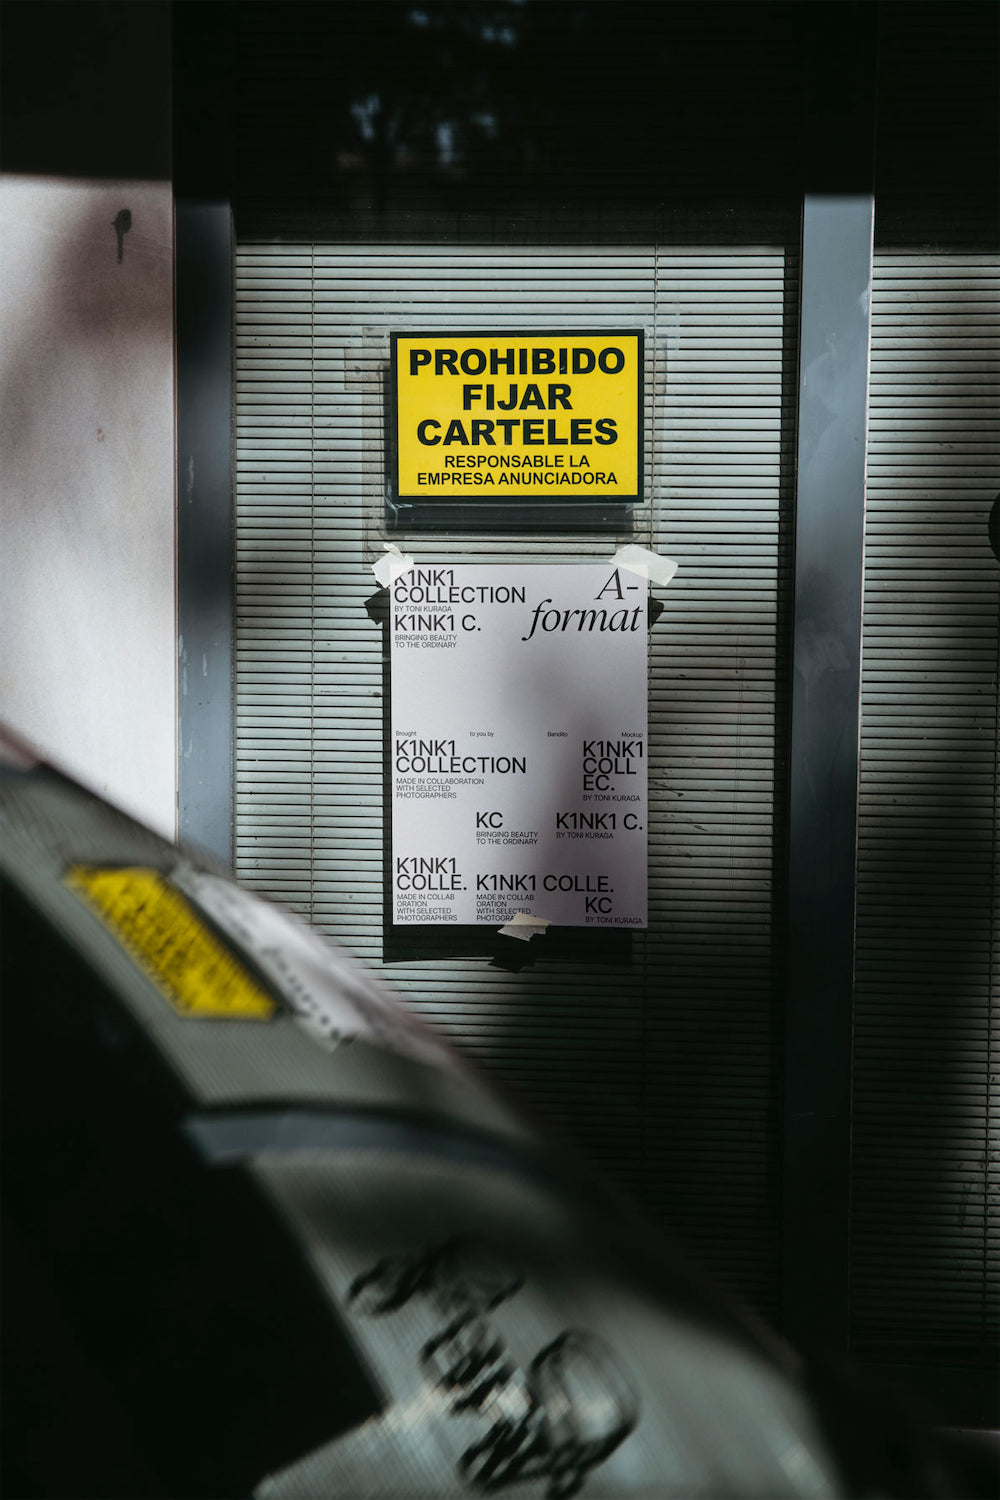 PROHIBIDO
FIJAR
CARTELES
RESPONSABLE LA
EMPRESA ANUNCIADORA
K1NK1
COLLECTION
BY TONI KURAGA
K1NK1 C.
BRINGING BEAUTY
TO THE ORDINARY
A-
format
Brought to you by Bendito Mockup
K1NK1
COLLECTION
MADE IN COLLABORATION
WITH SELECTED
PHOTOGRAPHERS
K1NK1
COLL
EC.
BY TONI KURAGA
KC
BRINGING BEAUTY
TO THE ORDINARY
K1NK1 C.
BY TONI KURAGA
K1NK1
COLLE.
MADE IN COLLAB
ORATION
WITH SELECTED
PHOTOGRAPHERS
K1NK1 COLLE.
MADE IN COLLAB
ORATION
WITH SELECTED
KC
BY TONI KURAGA